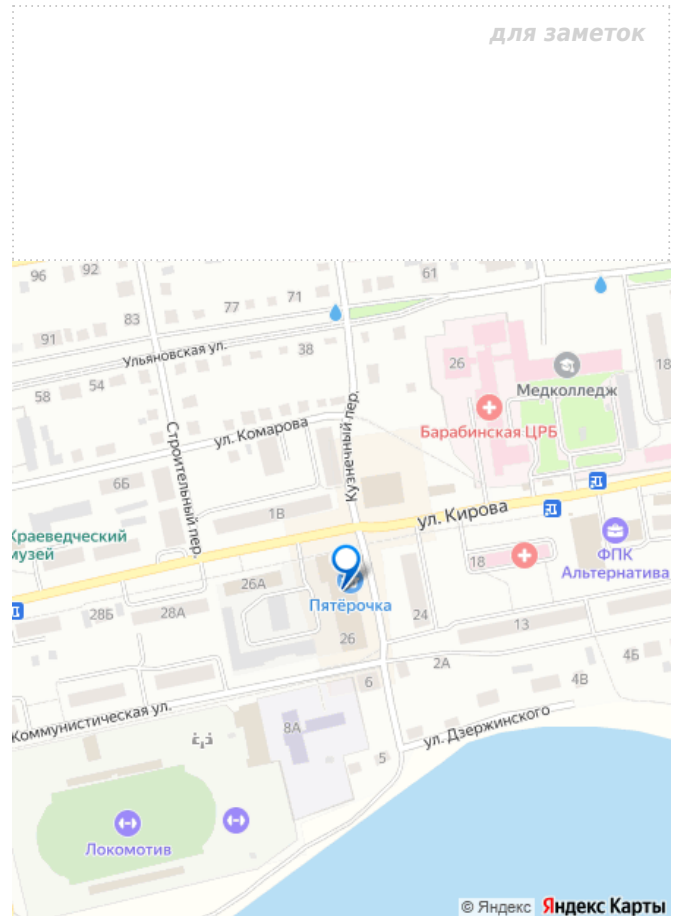 для заметок
96
92
61
71
77
83
91
Ульяновская ул.
38
26
18
Медколледж
58
54
Барабинская ЦРБ
ул. Комарова
Кузнечный пер.
Строительный пер.
6Б
1В
ул. Кирова
Краеведческий
музей
ФПК
Альтернатива
18
26А
Пятёрочка
28Б
28А
24
13
26
2А
4Б
4В
6
Коммунистическая ул.
8А
ул. Дзержинского
5
Локомотив
© Яндекс Яндекс Карты